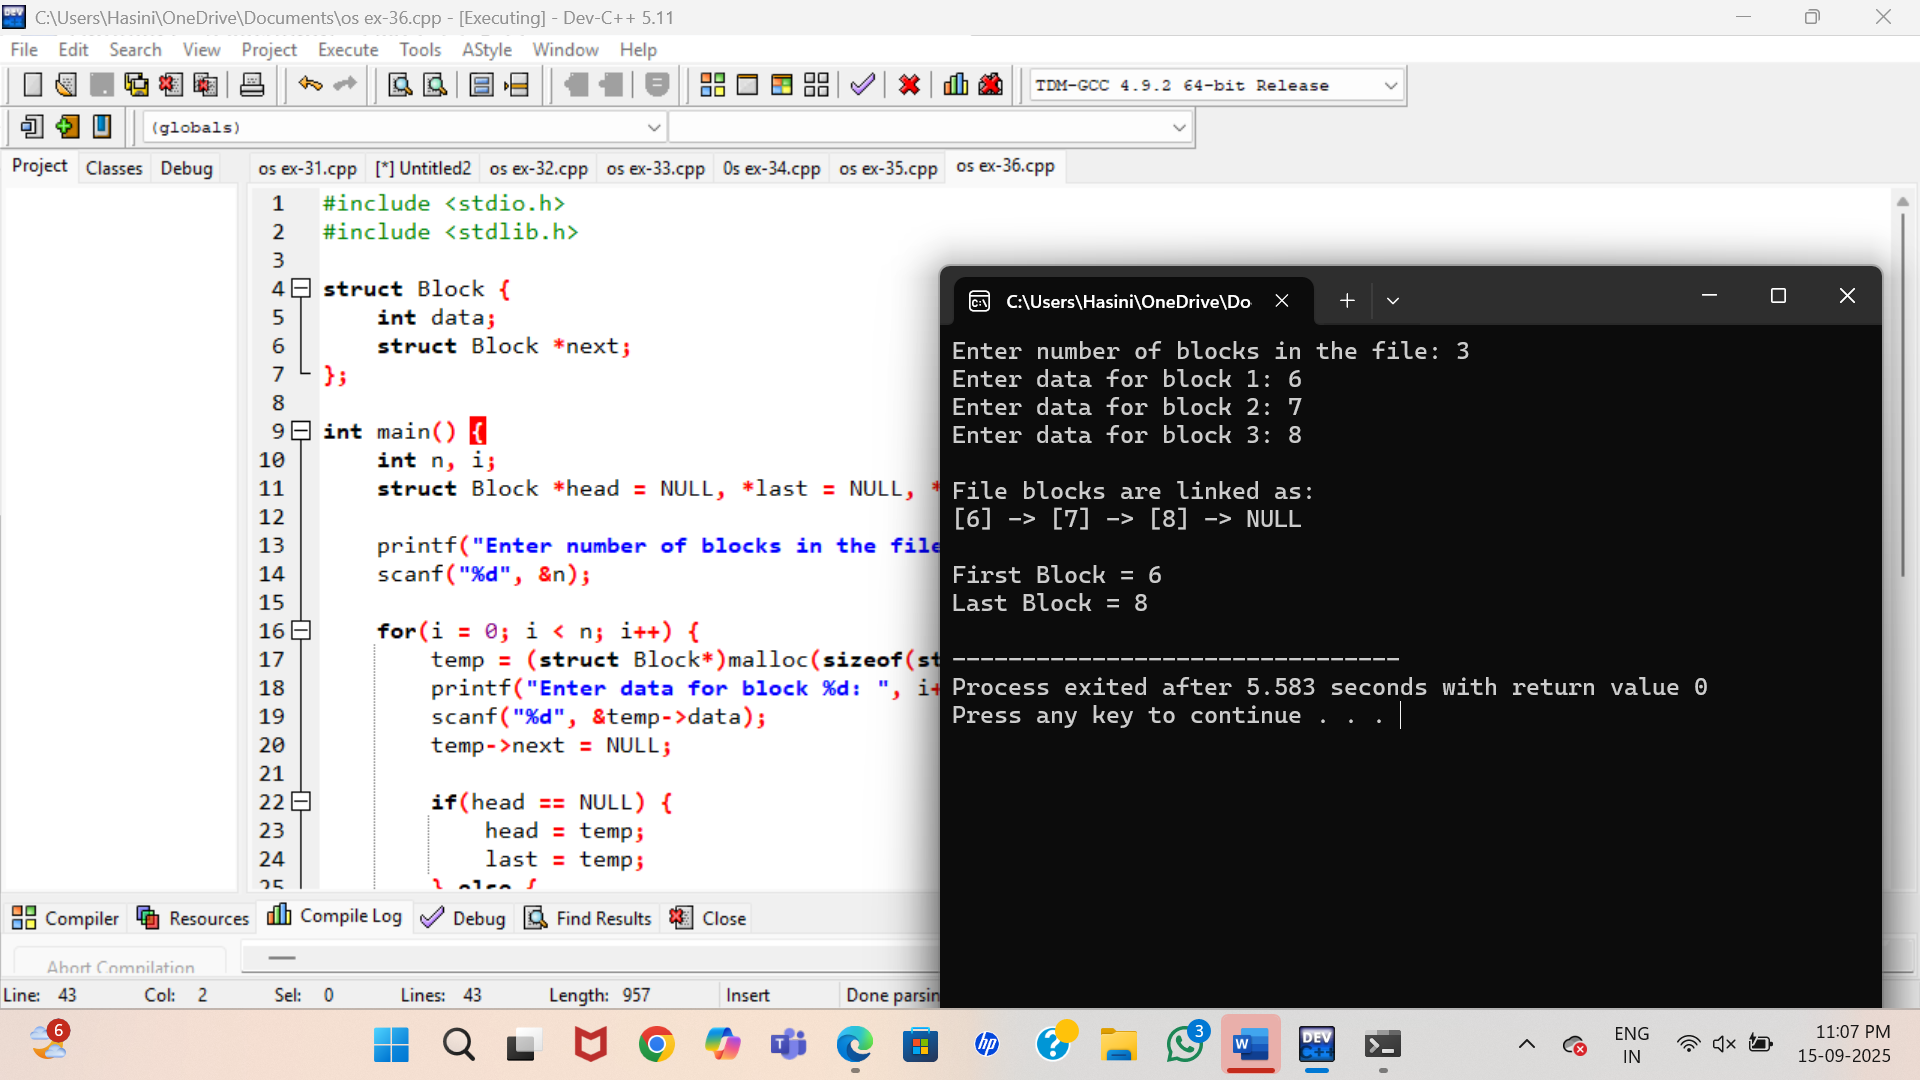 C:\Users\Hasini\OneDrive\Documents\os ex-36.cpp - [Executing] - Dev-C++ 5.11
File Edit Search View Project Execute Tools AStyle Window Help
TDM-GCC 4.9.2 64-bit Release
(globals)
Project Classes Debug
os ex-31.cpp [*] Untitled2 os ex-32.cpp os ex-33.cpp 0s ex-34.cpp os ex-35.cpp os ex-36.cpp
1 #include <stdio.h>
2 #include <stdlib.h>
3
4 struct Block {
5 int data;
6 struct Block *next;
7 };
8
9 int main() {
10 int n, i;
11 struct Block *head = NULL, *last = NULL, *
12
13 printf("Enter number of blocks in the file
14 scanf("%d", &n);
15
16 for(i = 0; i < n; i++) {
17 temp = (struct Block*)malloc(sizeof(st
18 printf("Enter data for block %d: ", i+
19 scanf("%d", &temp->data);
20 temp->next = NULL;
21
22 if(head == NULL) {
23 head = temp;
24 last = temp;
25 } else {
C:\Users\Hasini\OneDrive\Do
Enter number of blocks in the file: 3
Enter data for block 1: 6
Enter data for block 2: 7
Enter data for block 3: 8
File blocks are linked as:
[6] -> [7] -> [8] -> NULL
First Block = 6
Last Block = 8
--------------------------------
Process exited after 5.583 seconds with return value 0
Press any key to continue . . .
Compiler Resources Compile Log Debug Find Results Close
Abort Compilation
Line: 43 Col: 2 Sel: 0 Lines: 43 Length: 957 Insert Done parsin
6
3
DEV C++
ENG
IN
11:07 PM
15-09-2025